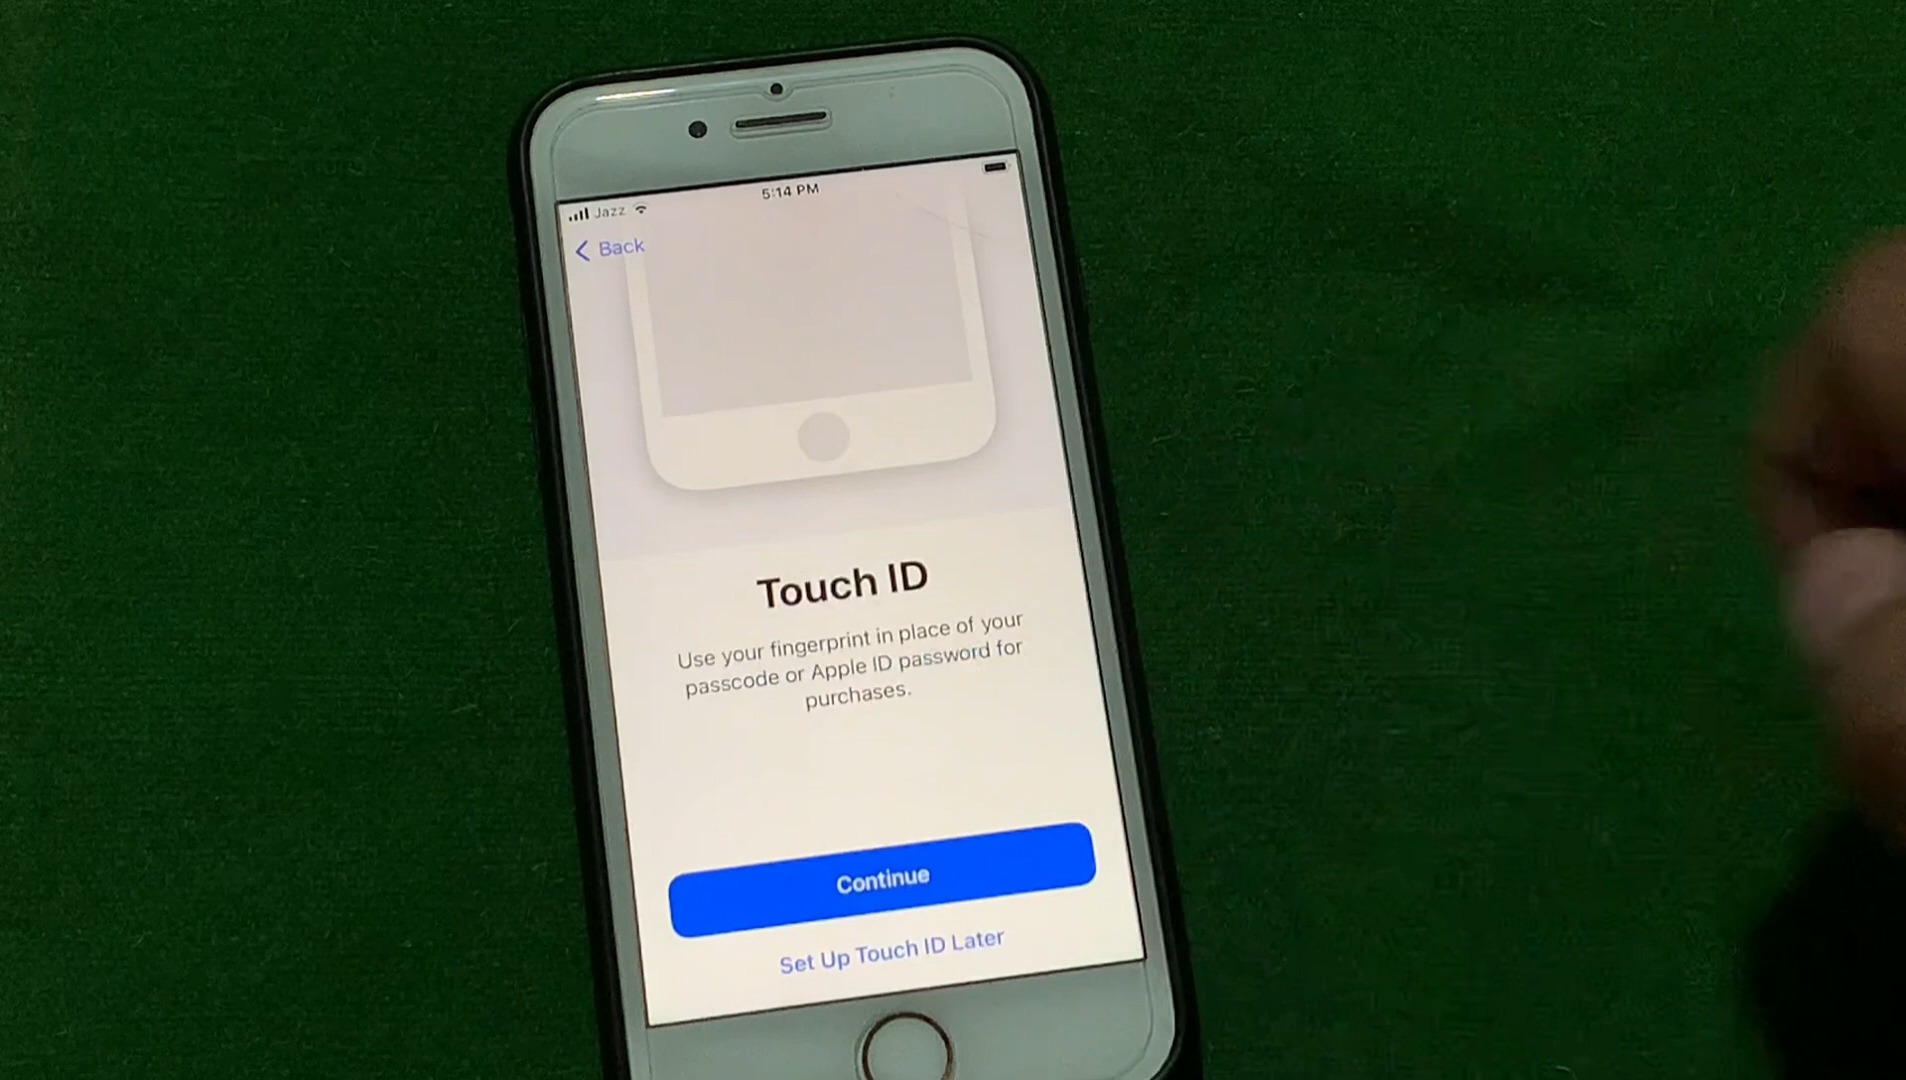 5:14 PM
Jazz
Back
Touch ID
Use your fingerprint in place of your
passcode or Apple ID password for
purchases.
Continue
Set Up Touch ID Later